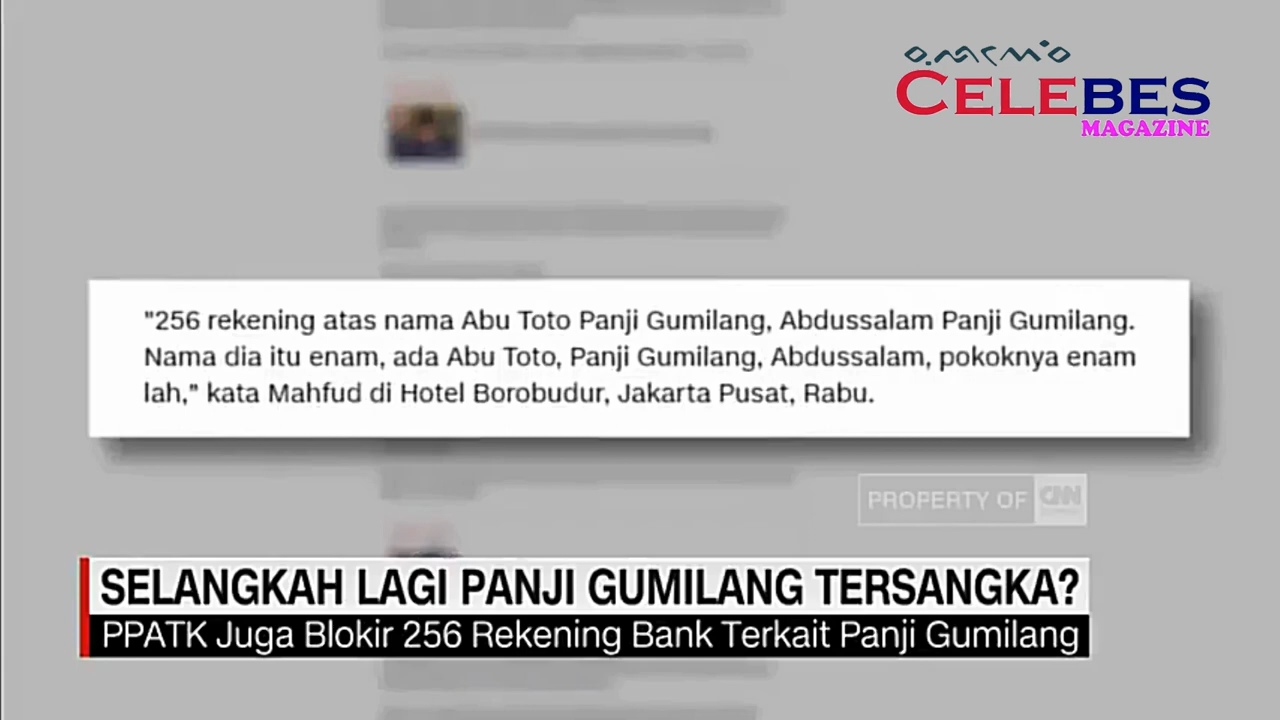 CELEBES
MAGAZINE
"256 rekening atas nama Abu Toto Panji Gumilang, Abdussalam Panji Gumilang.
Nama dia itu enam, ada Abu Toto, Panji Gumilang, Abdussalam, pokoknya enam
lah," kata Mahfud di Hotel Borobudur, Jakarta Pusat, Rabu.
PROPERTY OF CNN
SELANGKAH LAGI PANJI GUMILANG TERSANGKA?
PPATK Juga Blokir 256 Rekening Bank Terkait Panji Gumilang